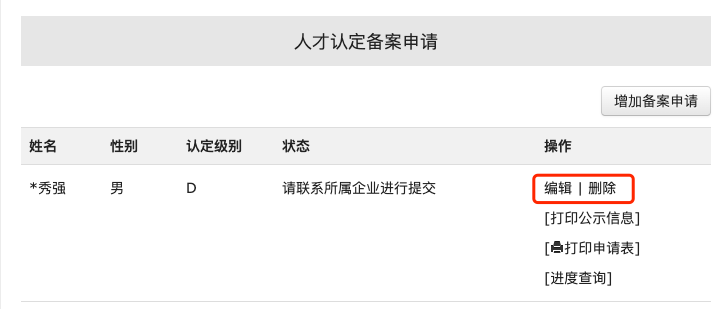 人才认定备案申请
增加备案申请
姓名 性别 认定级别 状态 操作
*秀强 男 D 请联系所属企业进行提交 编辑 | 删除
[打印公示信息]
[打印申请表]
[进度查询]